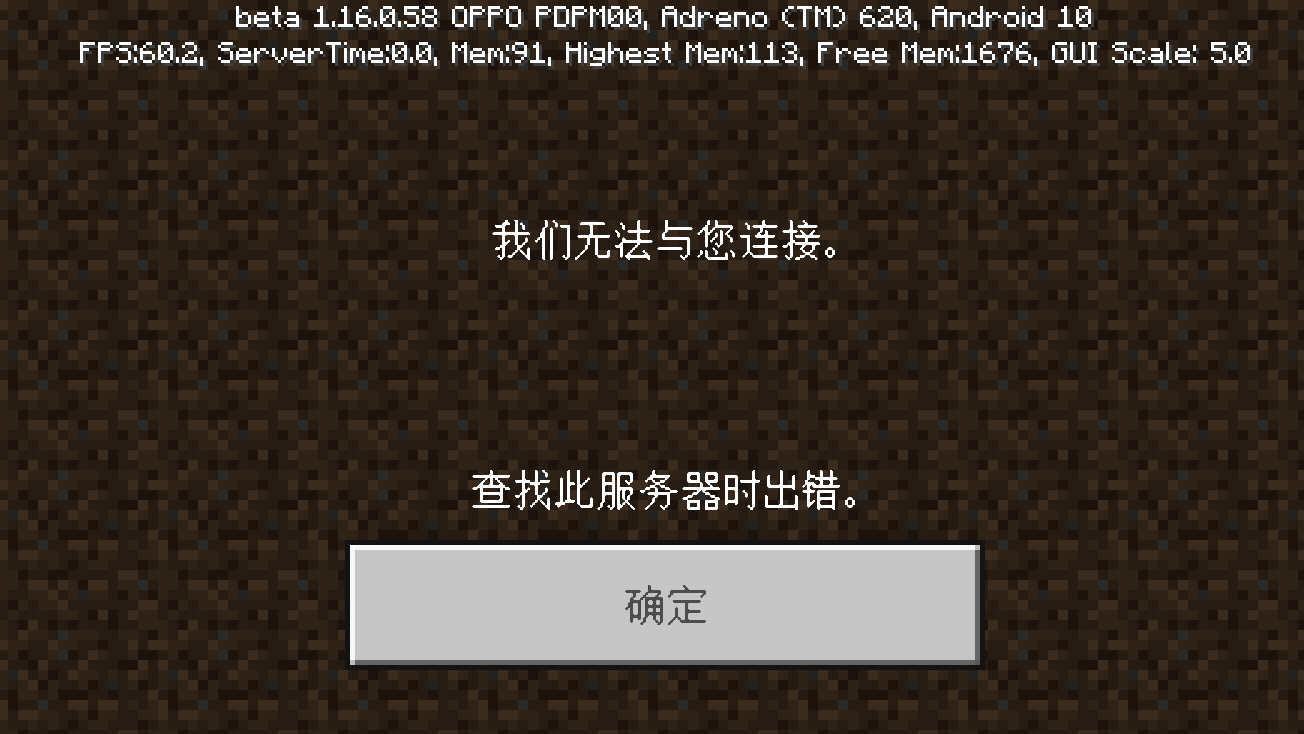 beta 1.16.0.58 OPPO PDPM00, Adreno (TM) 620, Android 10
FPS:60.2, ServerTime:0.0, Mem:91, Highest Mem:113, Free Mem:1676, GUI Scale: 5.0
我们无法与您连接。
查找此服务器时出错。
确定